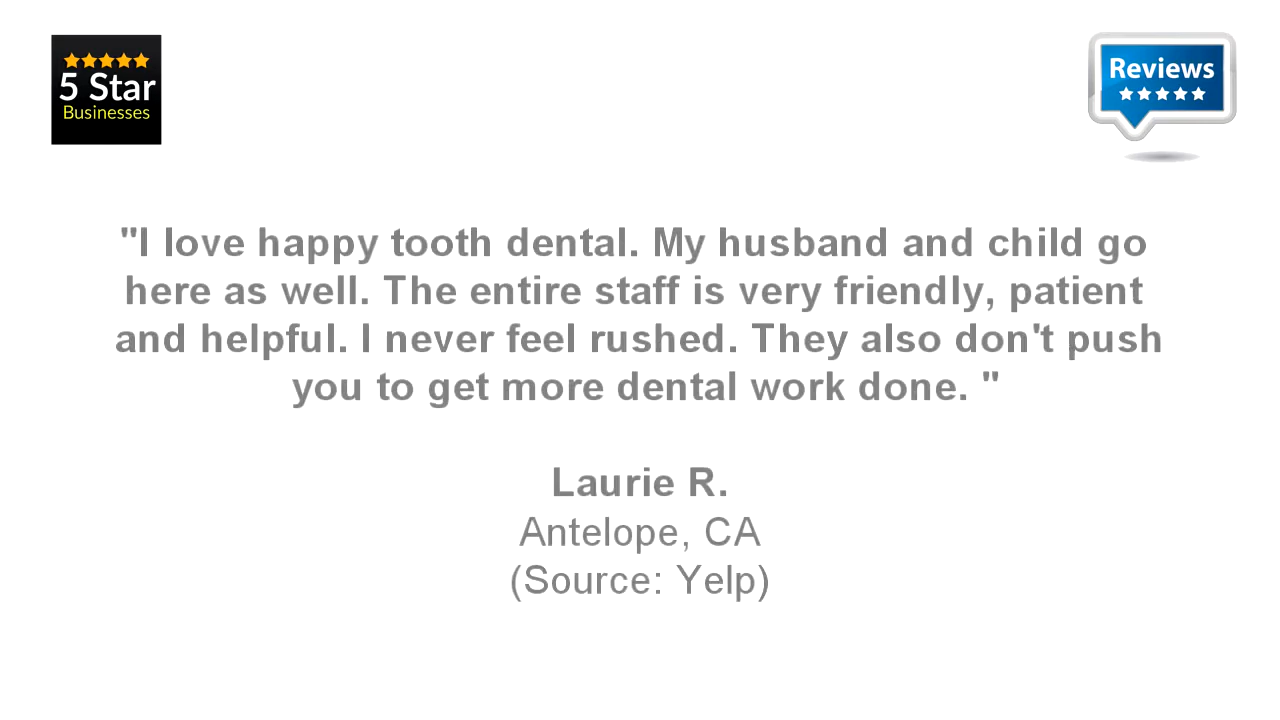 5 Star
Businesses
Reviews
"I love happy tooth dental. My husband and child go
here as well. The entire staff is very friendly, patient
and helpful. I never feel rushed. They also don't push
you to get more dental work done. "
Laurie R.
Antelope, CA
(Source: Yelp)